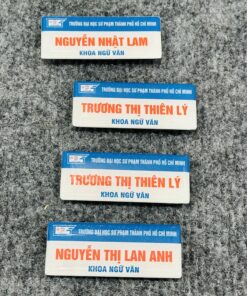 TRƯỜNG ĐẠI HỌC SƯ PHẠM THÀNH PHỐ HỒ CHÍ MINH
NGUYỄN NHẬT LAM
KHOA NGỮ VĂN
TRƯỜNG ĐẠI HỌC SƯ PHẠM THÀNH PHỐ HỒ CHÍ MINH
TRƯƠNG THỊ THIÊN LÝ
KHOA NGỮ VĂN
TRƯỜNG ĐẠI HỌC SƯ PHẠM THÀNH PHỐ HỒ CHÍ MINH
TRƯƠNG THỊ THIÊN LÝ
KHOA NGỮ VĂN
TRƯỜNG ĐẠI HỌC SƯ PHẠM THÀNH PHỐ HỒ CHÍ MINH
NGUYỄN THỊ LAN ANH
KHOA NGỮ VĂN